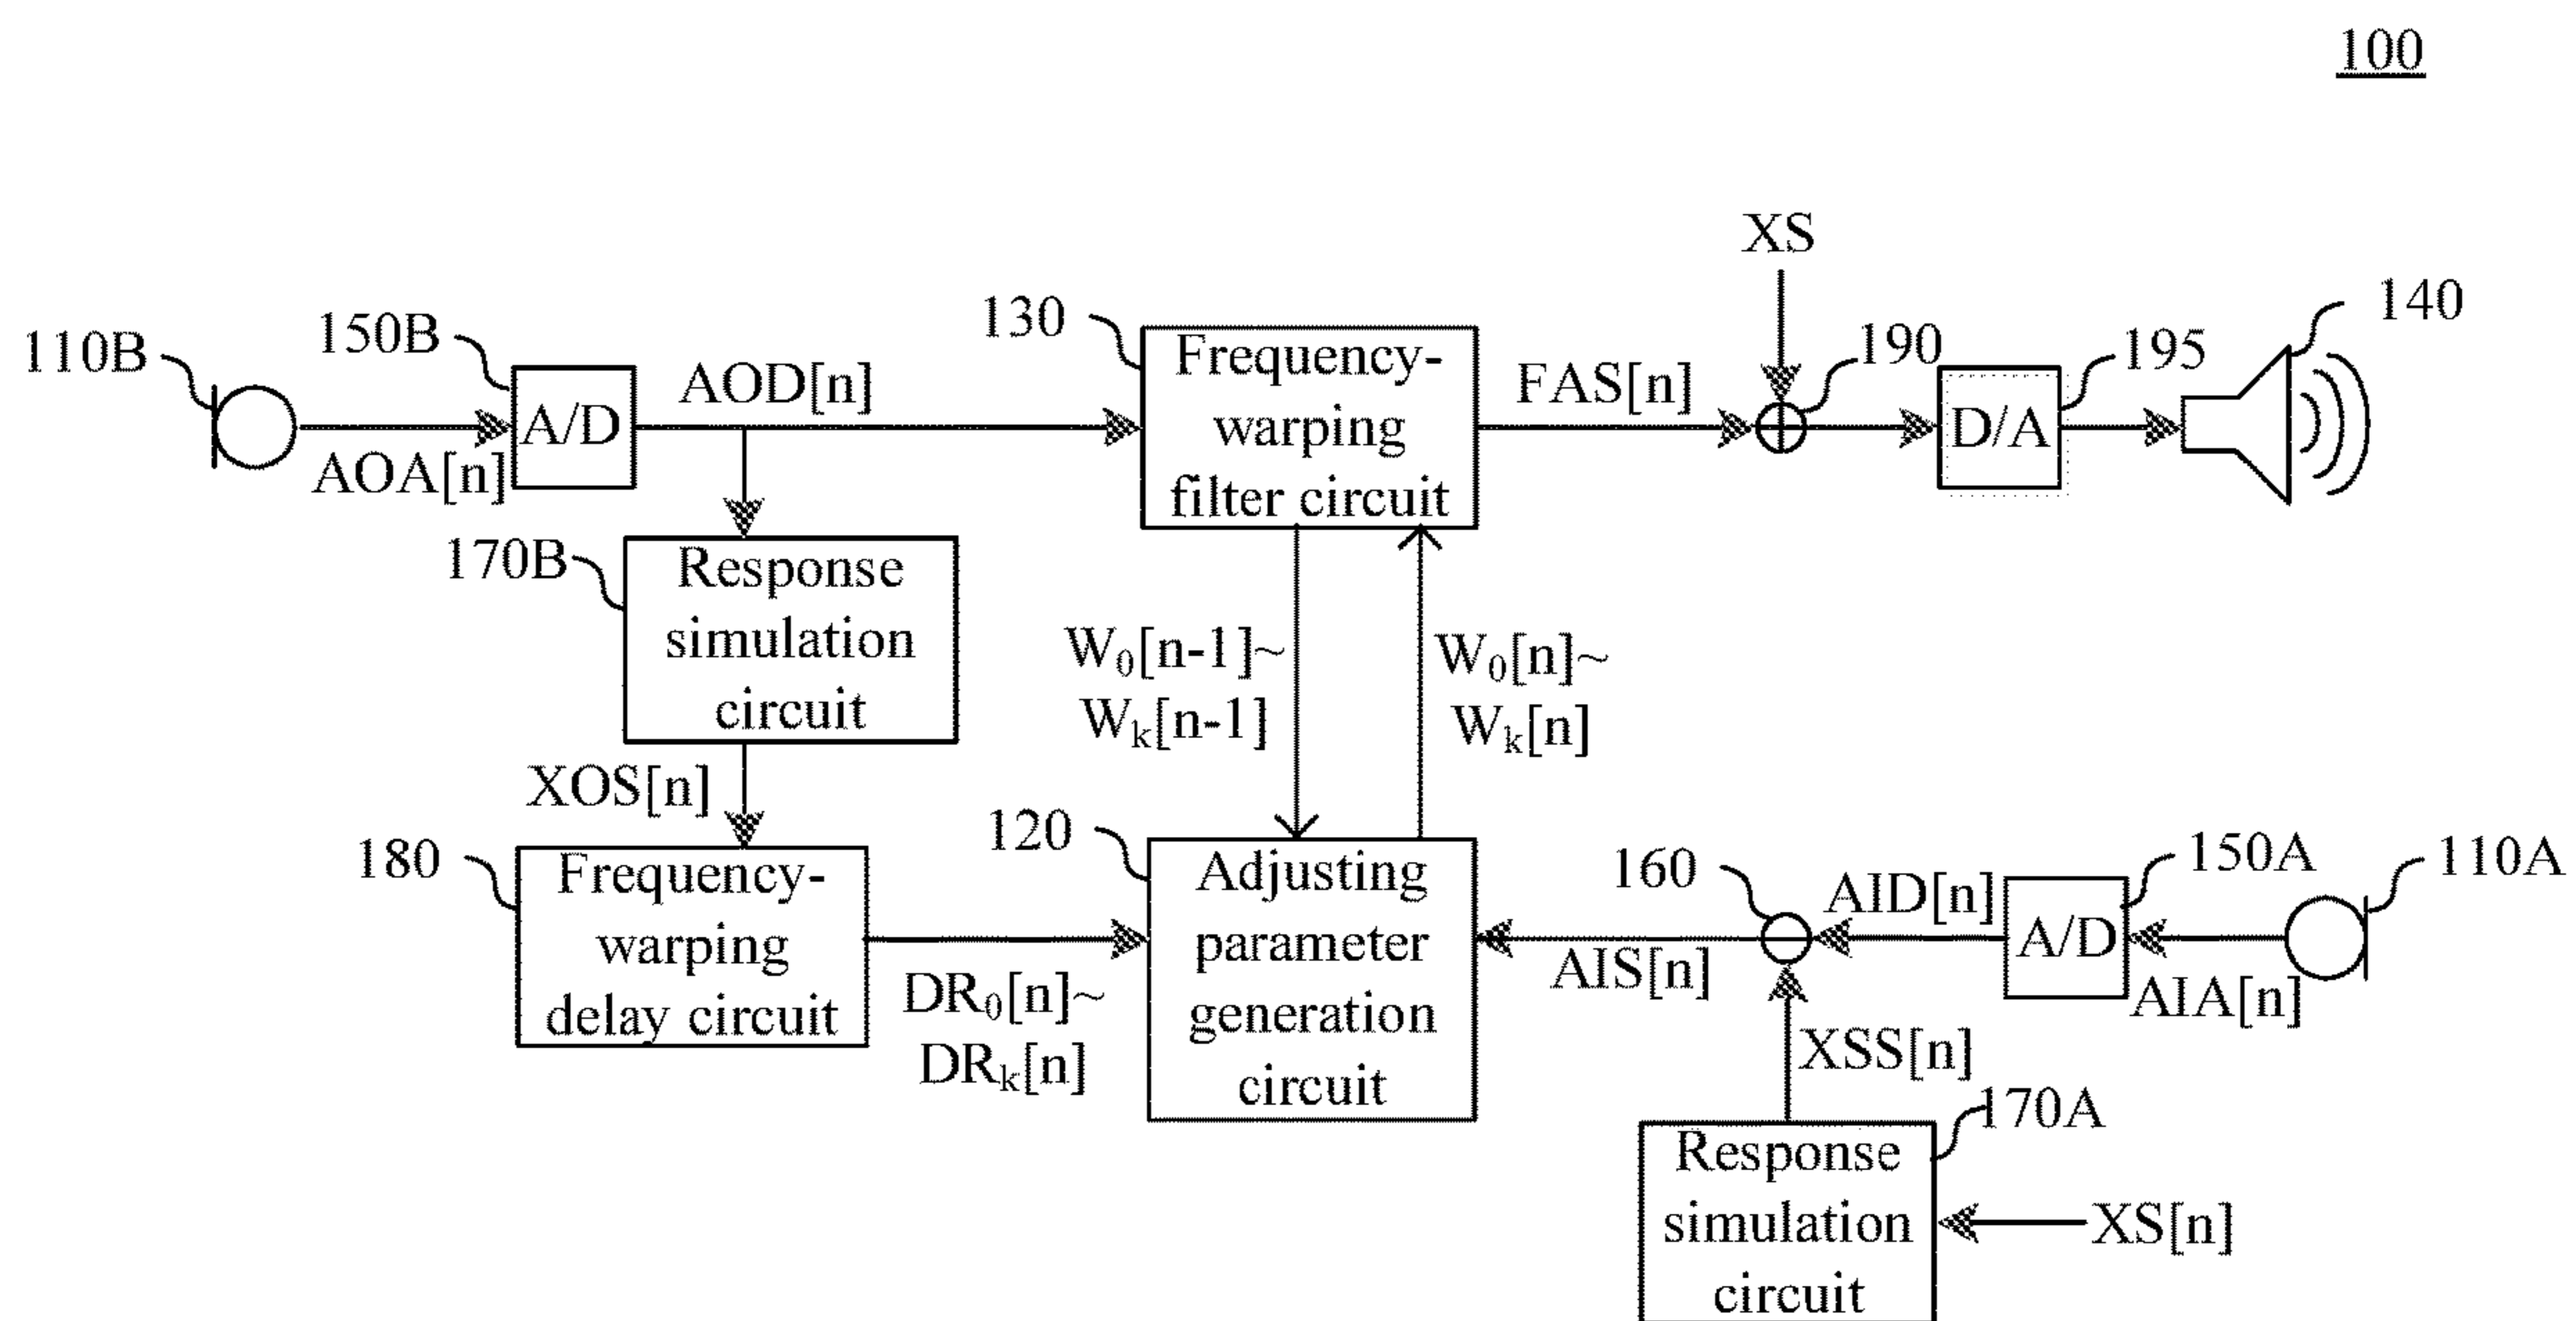 100
XS
110B
150B
A/D
AOA[n]
AOD[n]
130
Frequency-
warping
filter circuit
FAS[n]
190
195
D/A
140
170B
Response
simulation
circuit
XOS[n]
W₀[n-1]~
Wₖ[n-1]
W₀[n]~
Wₖ[n]
180
Frequency-
warping
delay circuit
DR₀[n]~
DRₖ[n]
120
Adjusting
parameter
generation
circuit
AIS[n]
160
AID[n]
150A
A/D
AIA[n]
110A
XSS[n]
170A
Response
simulation
circuit
XS[n]